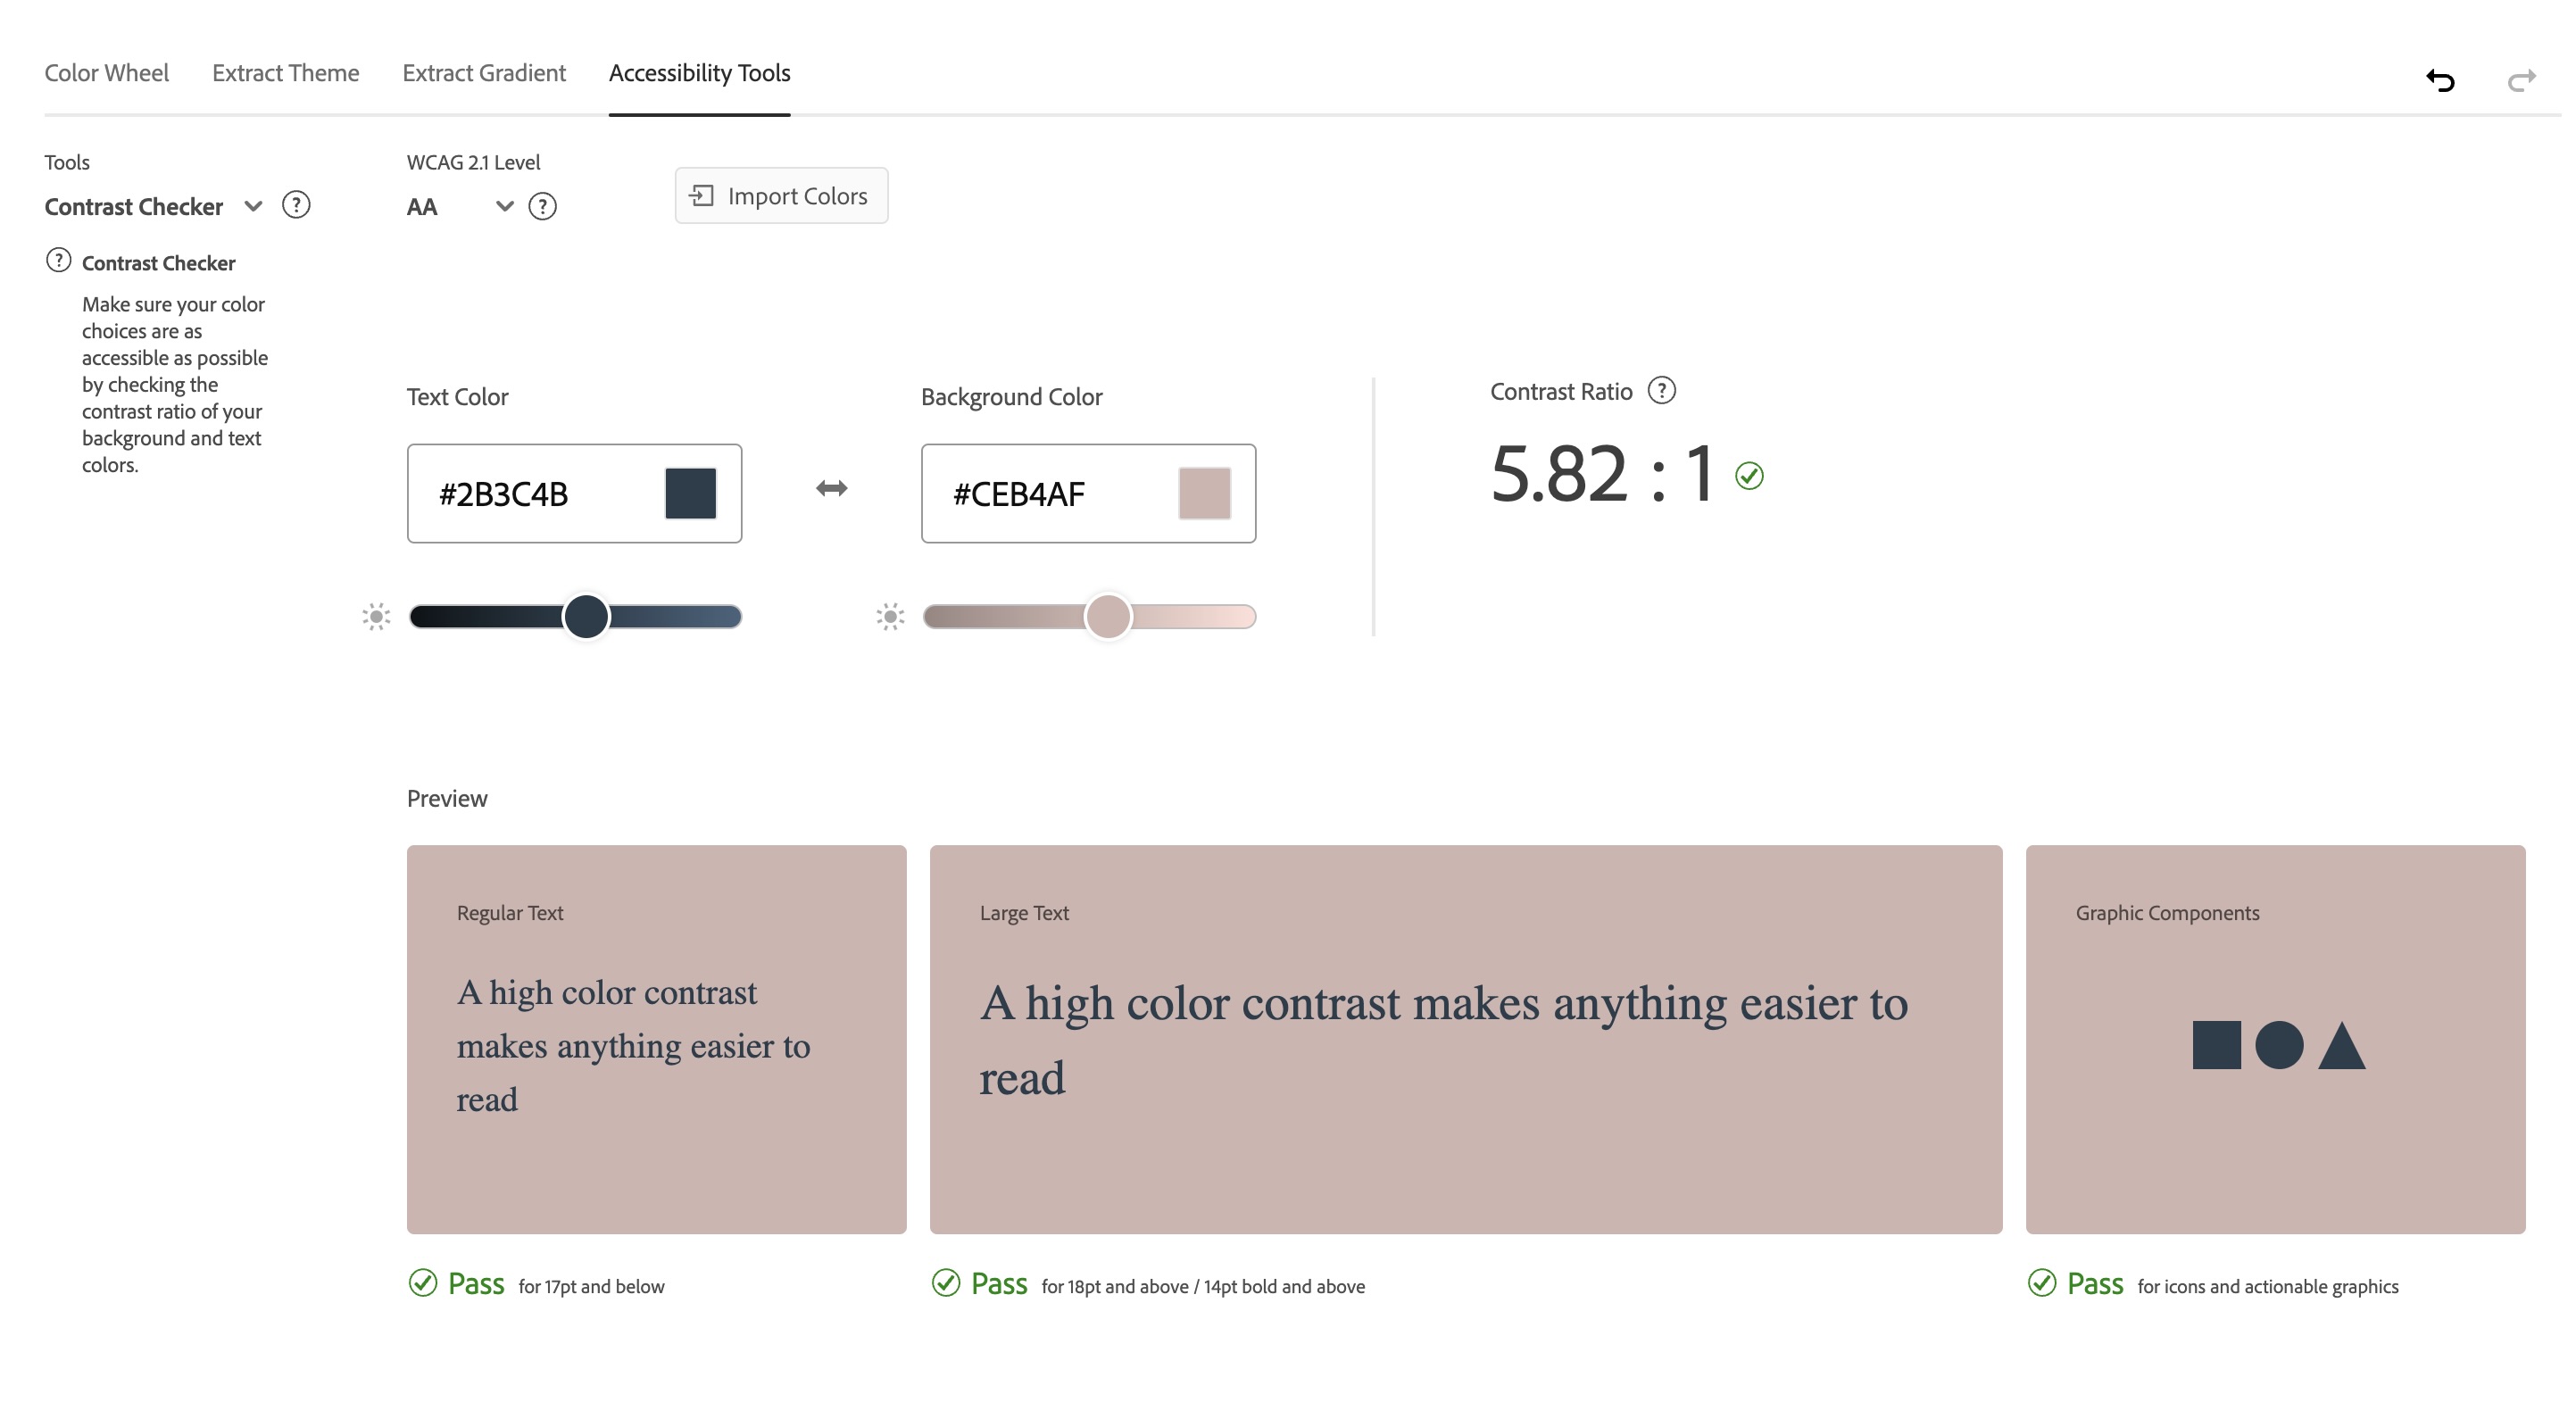 Color Wheel
Extract Theme
Extract Gradient
Accessibility Tools
Tools
Contrast Checker
WCAG 2.1 Level
AA
Import Colors
Contrast Checker
Make sure your color
choices are as
accessible as possible
by checking the
contrast ratio of your
background and text
colors.
Text Color
#2B3C4B
Background Color
#CEB4AF
Contrast Ratio
5.82 : 1
Preview
Regular Text
A high color contrast
makes anything easier to
read
Pass for 17pt and below
Large Text
A high color contrast makes anything easier to
read
Pass for 18pt and above / 14pt bold and above
Graphic Components
Pass for icons and actionable graphics